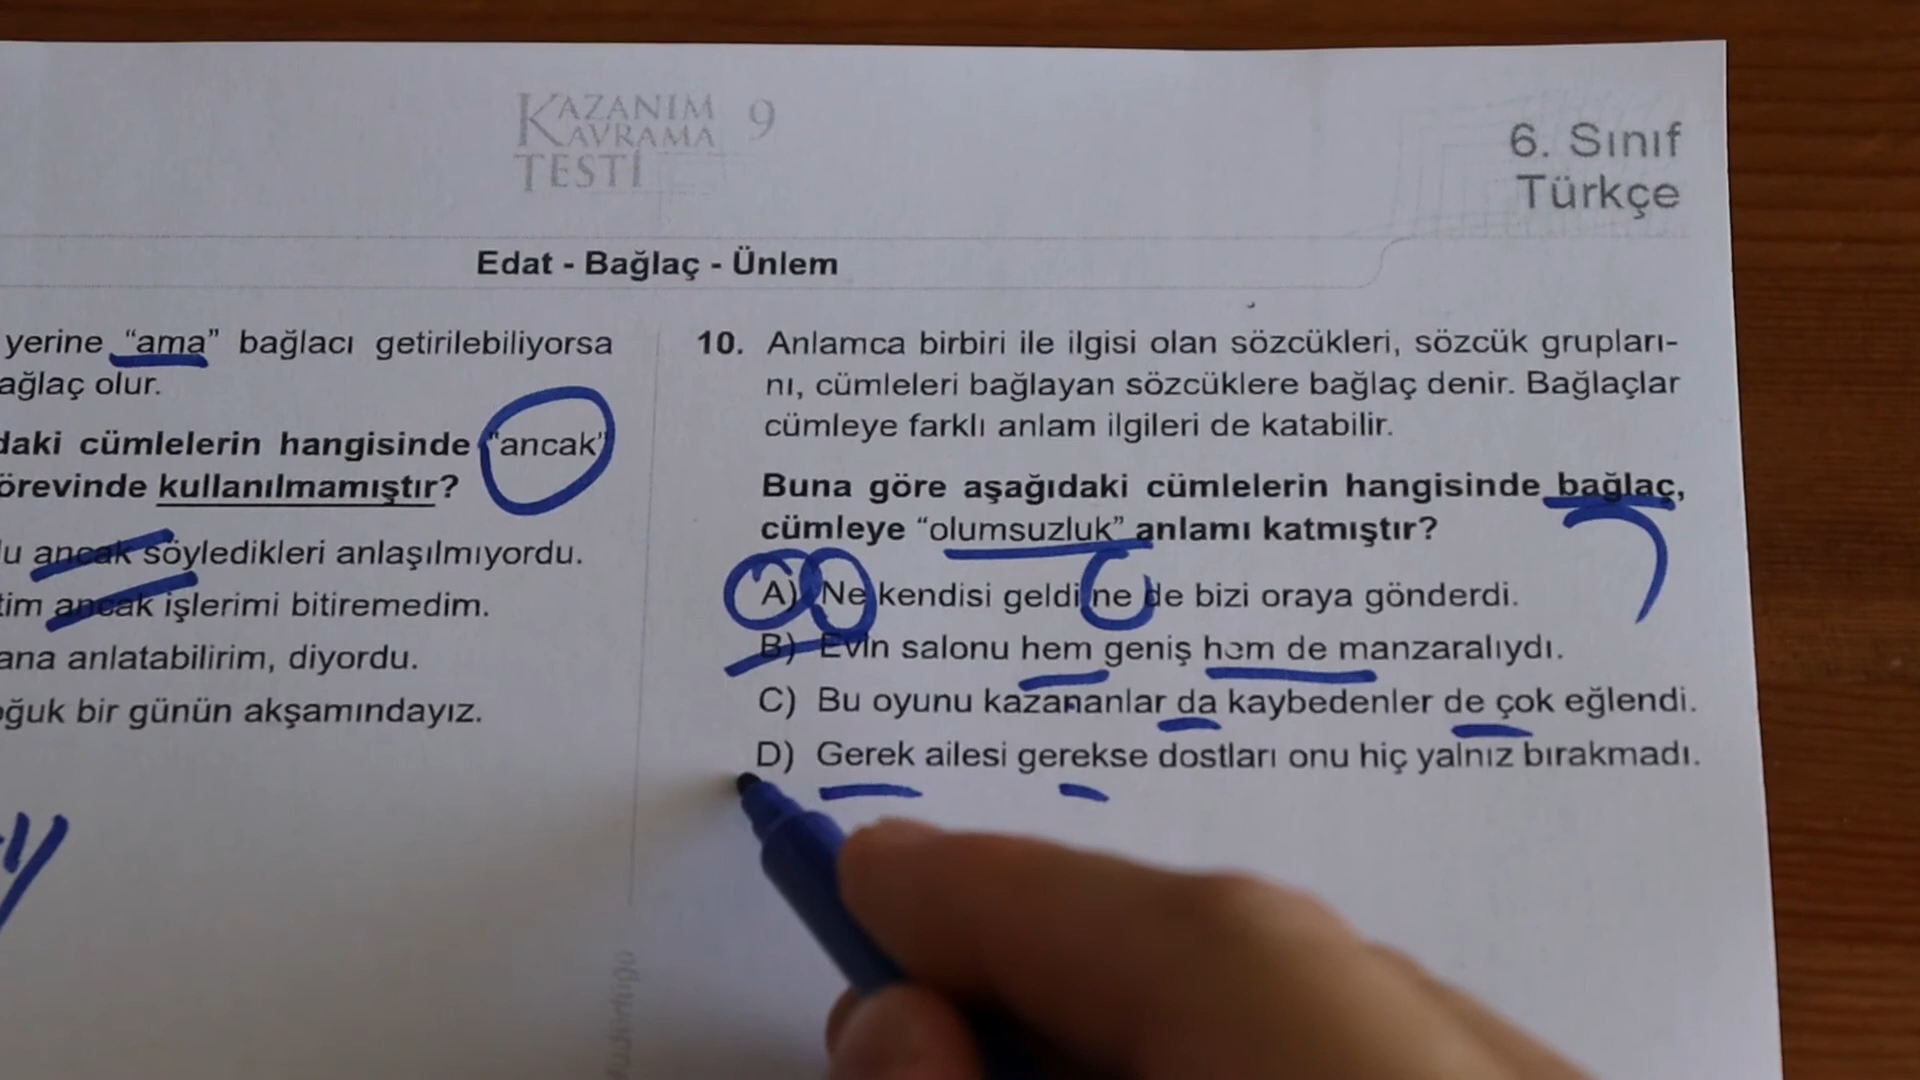 KAZANIM
KAVRAMA
TESTİ
9
6. Sınıf
Türkçe
Edat - Bağlaç - Ünlem
yerine “ama” bağlacı getirilebiliyorsa
ağlaç olur.
daki cümlelerin hangisinde “ancak”
örevinde kullanılmamıştır?
u ancak söyledikleri anlaşılmıyordu.
tim ancak işlerimi bitiremedim.
ana anlatabilirim, diyordu.
oğuk bir günün akşamındayız.
10. Anlamca birbiri ile ilgisi olan sözcükleri, sözcük grupları-
nı, cümleleri bağlayan sözcüklere bağlaç denir. Bağlaçlar
cümleye farklı anlam ilgileri de katabilir.
Buna göre aşağıdaki cümlelerin hangisinde bağlaç,
cümleye “olumsuzluk” anlamı katmıştır?
A) Ne kendisi geldi ne de bizi oraya gönderdi.
B) Evin salonu hem geniş hem de manzaralıydı.
C) Bu oyunu kazananlar da kaybedenler de çok eğlendi.
D) Gerek ailesi gerekse dostları onu hiç yalnız bırakmadı.